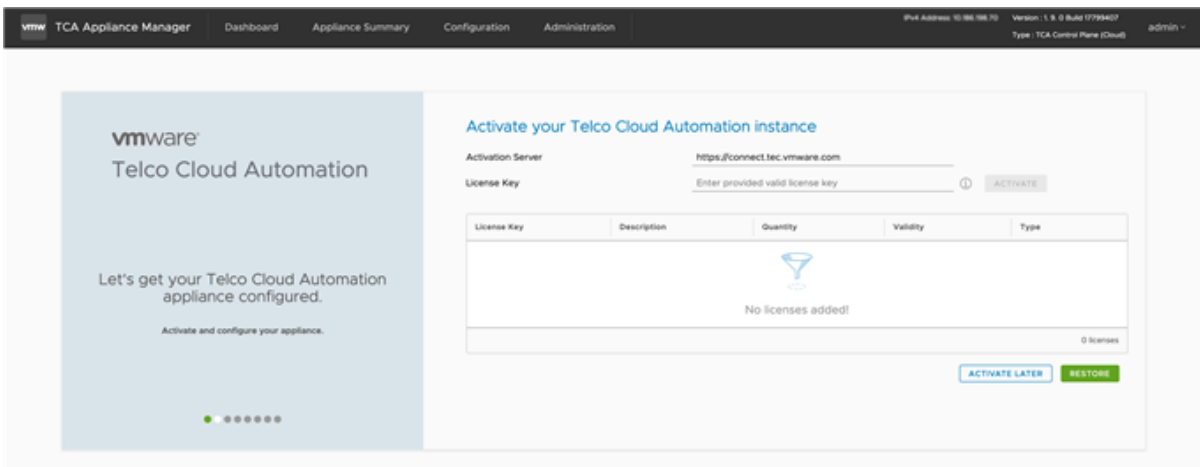 vmw TCA Appliance Manager Dashboard Appliance Summary Configuration Administration IPv4 Address: 10.186.198.70 Version : 1. 9. 0 Build 17799407 admin
Type : TCA Control Plane (Cloud)
vmware
Telco Cloud Automation
Let's get your Telco Cloud Automation
appliance configured.
Activate and configure your appliance.
Activate your Telco Cloud Automation instance
Activation Server https://connect.tec.vmware.com
License Key Enter provided valid license key ACTIVATE
License Key Description Quantity Validity Type
No licenses added!
0 licenses
ACTIVATE LATER RESTORE